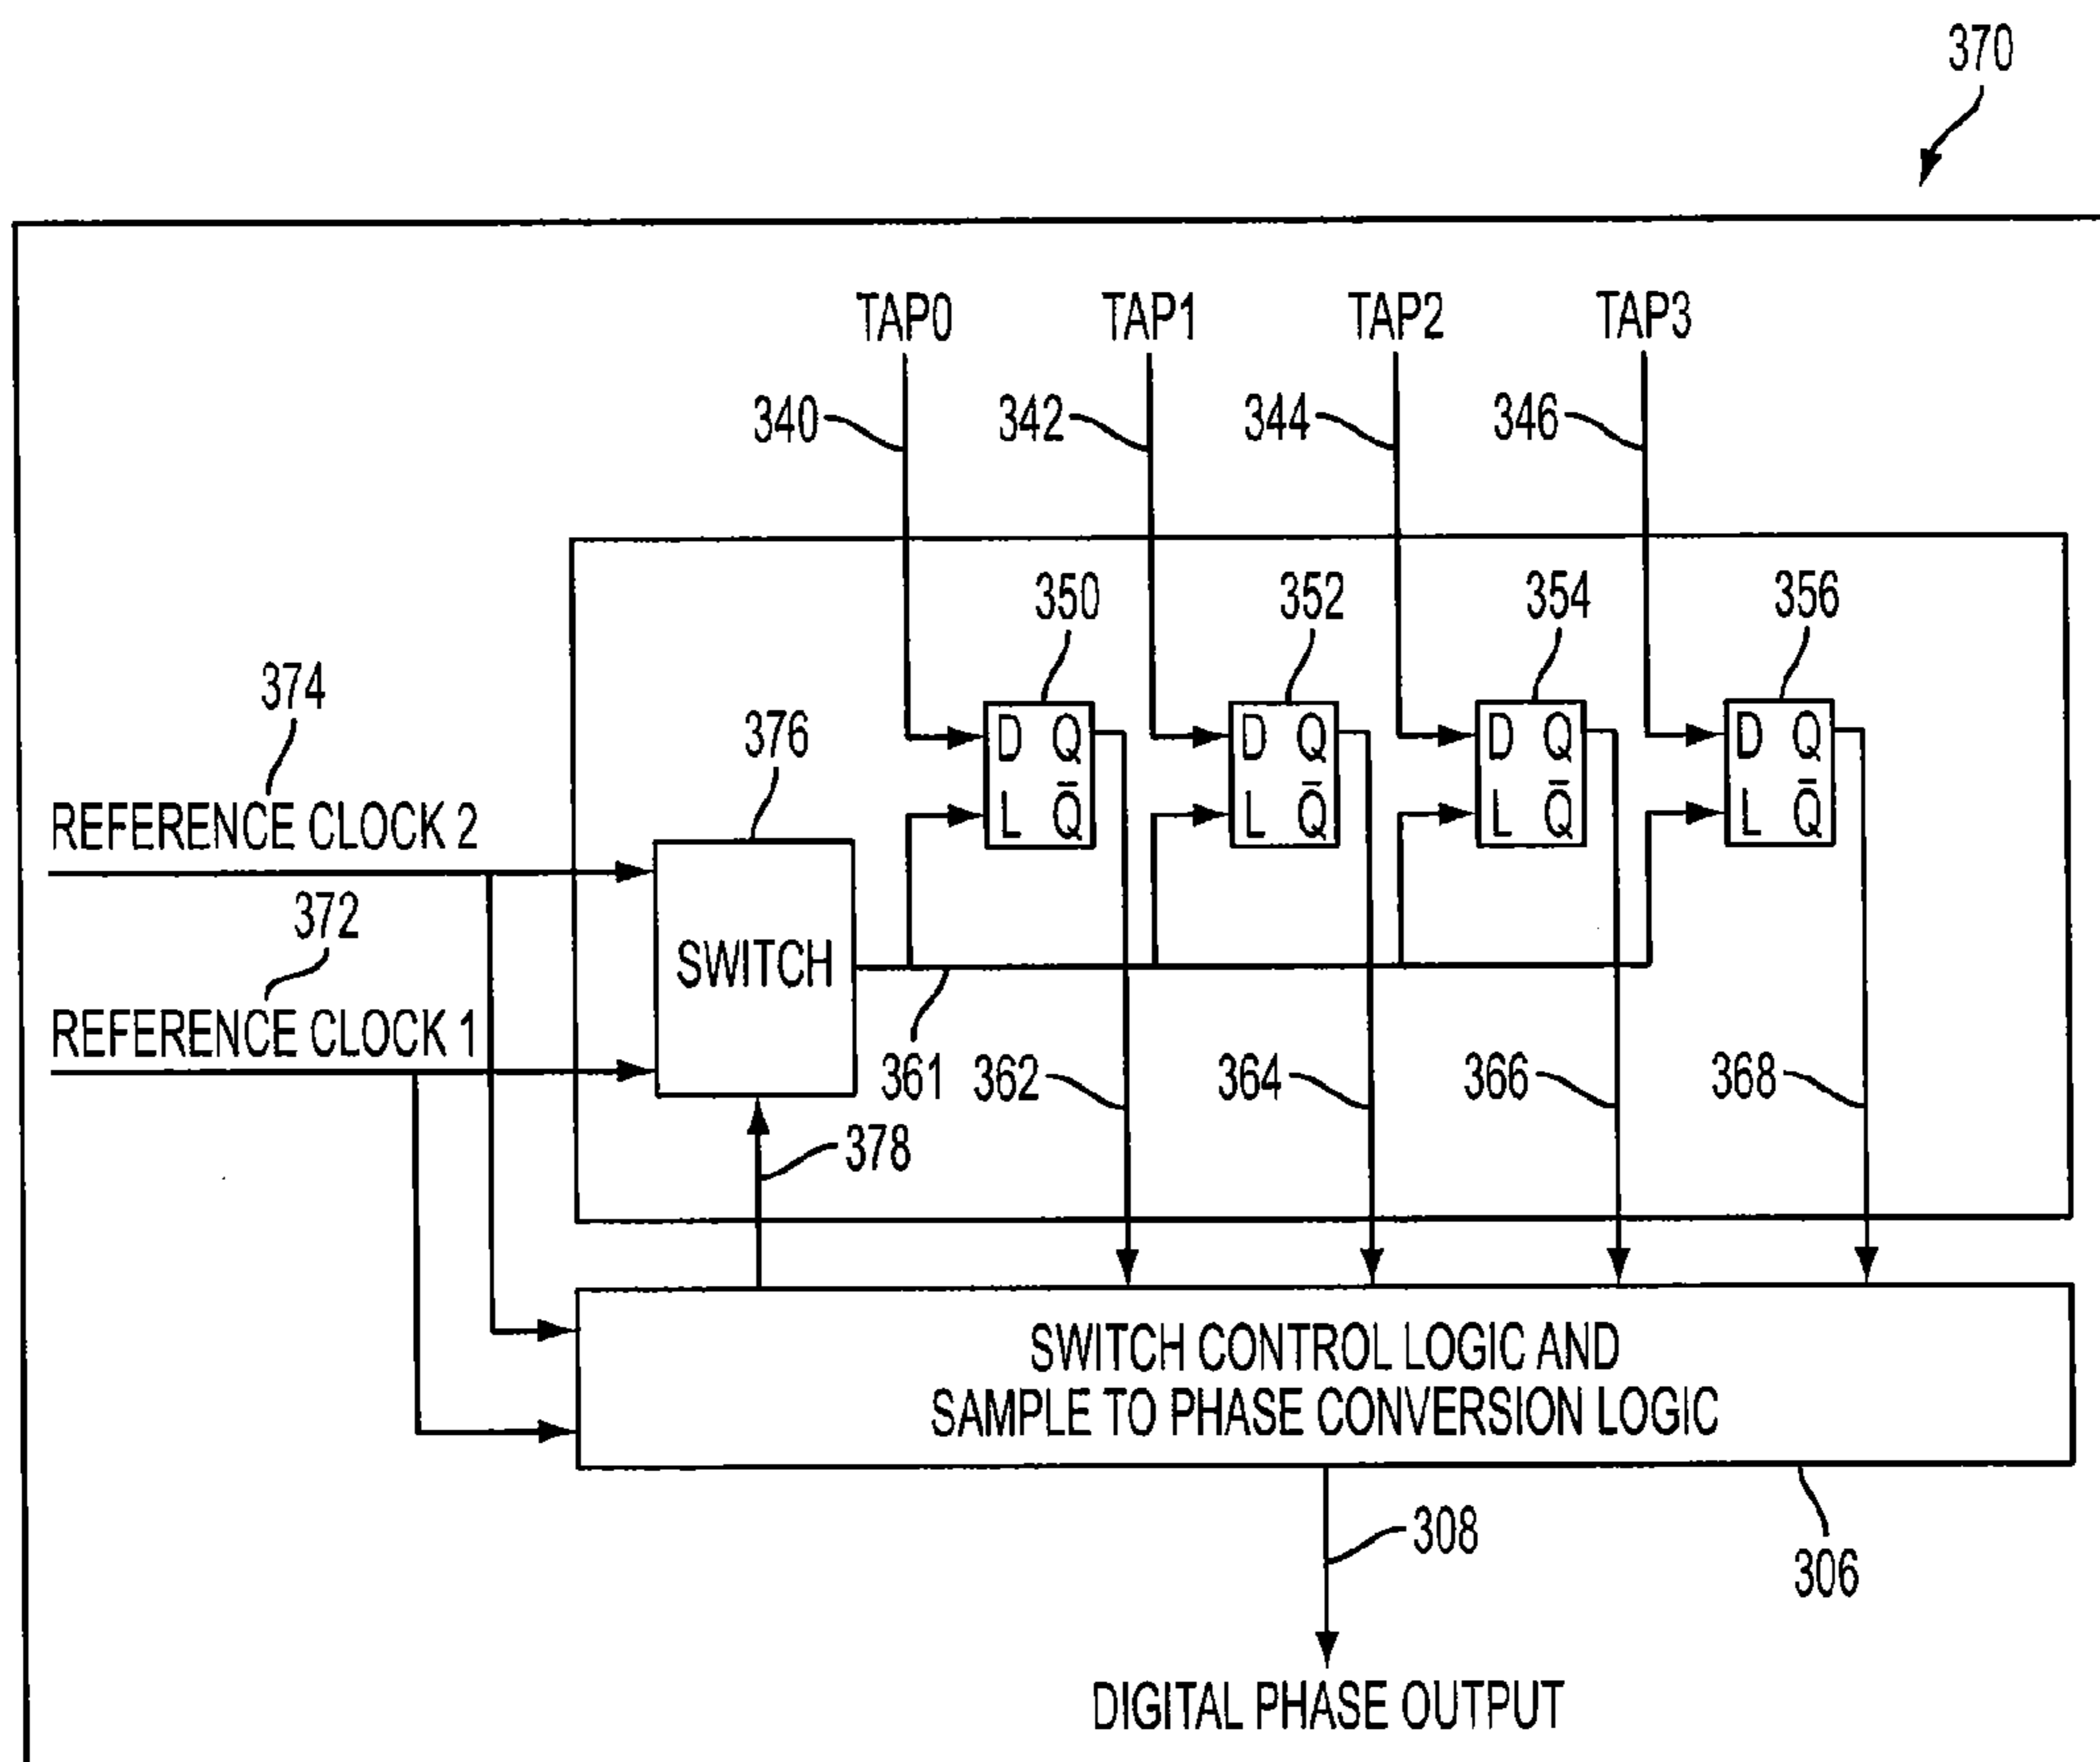 370
TAP0 TAP1 TAP2 TAP3
340 342 344 346
350 352 354 356
374
376
D Q D Q D Q D Q
REFERENCE CLOCK 2
L Q̅ L Q̅ L Q̅ L Q̅
372
SWITCH
REFERENCE CLOCK 1
361 362 364 366 368
378
SWITCH CONTROL LOGIC AND
SAMPLE TO PHASE CONVERSION LOGIC
308
306
DIGITAL PHASE OUTPUT